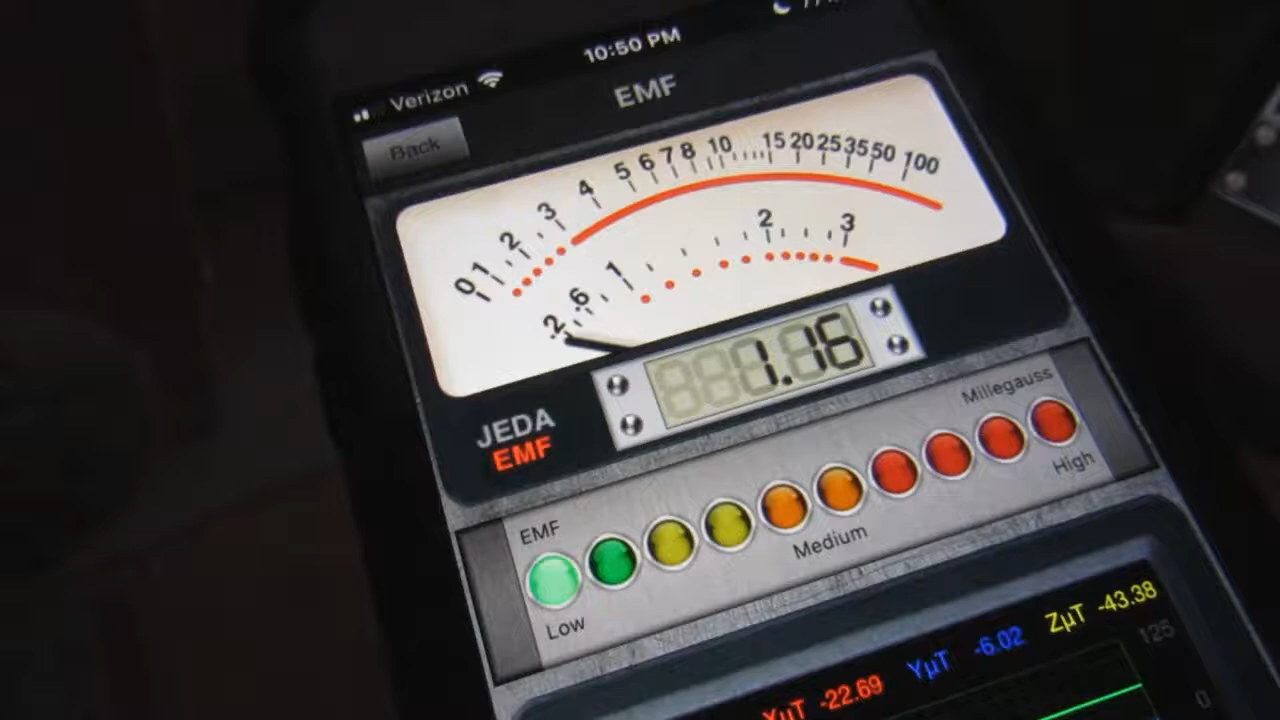 Verizon 10:50 PM
EMF
Back
0 1 2 3 4 5 6 7 8 10 15 20 25 35 50 100
.2 .6 1 2 3
1.16
JEDA
EMF
Millegauss
EMF
High
Medium
Low
XµT -22.69 YµT -6.02 ZµT -43.38
125
0